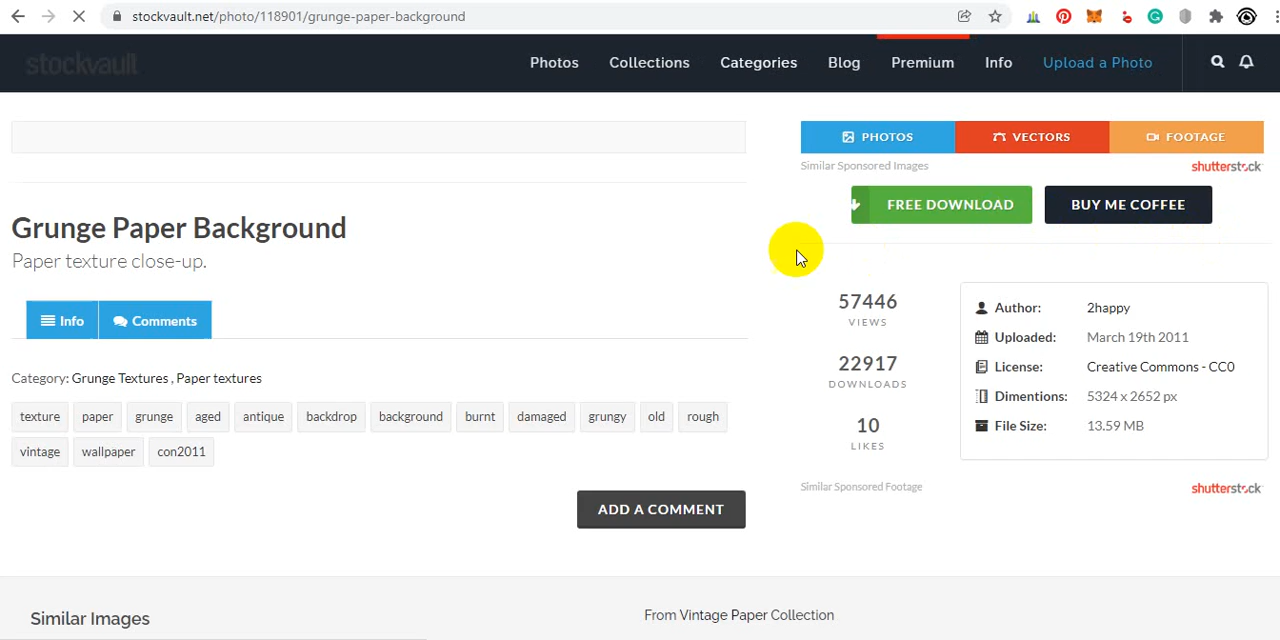 stockvault.net/photo/118901/grunge-paper-background
stockvault
Photos
Collections
Categories
Blog
Premium
Info
Upload a Photo
PHOTOS
VECTORS
FOOTAGE
Similar Sponsored Images
shutterstock
FREE DOWNLOAD
BUY ME COFFEE
Grunge Paper Background
Paper texture close-up.
Info
Comments
Category: Grunge Textures , Paper textures
texture
paper
grunge
aged
antique
backdrop
background
burnt
damaged
grungy
old
rough
vintage
wallpaper
con2011
ADD A COMMENT
57446
VIEWS
22917
DOWNLOADS
10
LIKES
Author: 2happy
Uploaded: March 19th 2011
License: Creative Commons - CC0
Dimentions: 5324 x 2652 px
File Size: 13.59 MB
Similar Sponsored Footage
shutterstock
Similar Images
From Vintage Paper Collection